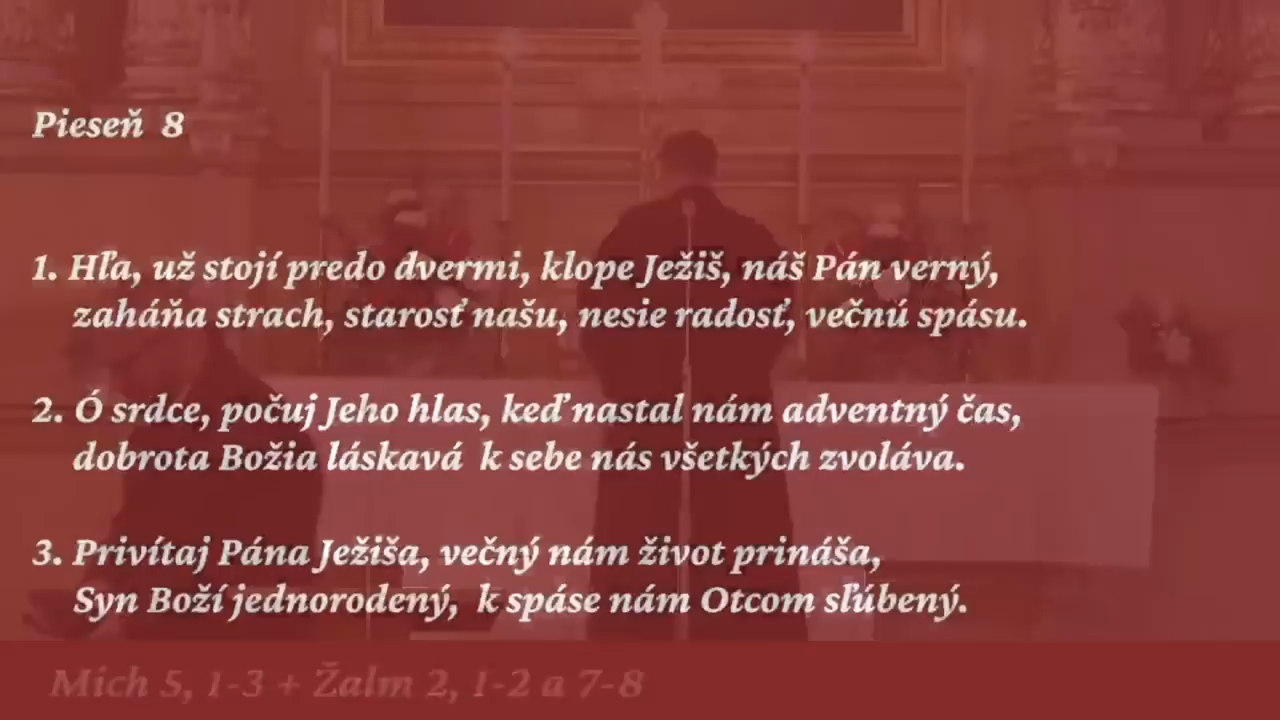 Pieseň 8
1. Hľa, už stojí predo dvermi, klope Ježiš, náš Pán verný,
zaháňa strach, starosť našu, nesie radosť, večnú spásu.
2. Ó srdce, počuj Jeho hlas, keď nastal nám adventný čas,
dobrota Božia láskavá k sebe nás všetkých zvoláva.
3. Privítaj Pána Ježiša, večný nám život prináša,
Syn Boží jednorodený, k spáse nám Otcom sľúbený.
Mich 5, 1-3 + Žalm 2, 1-2 a 7-8